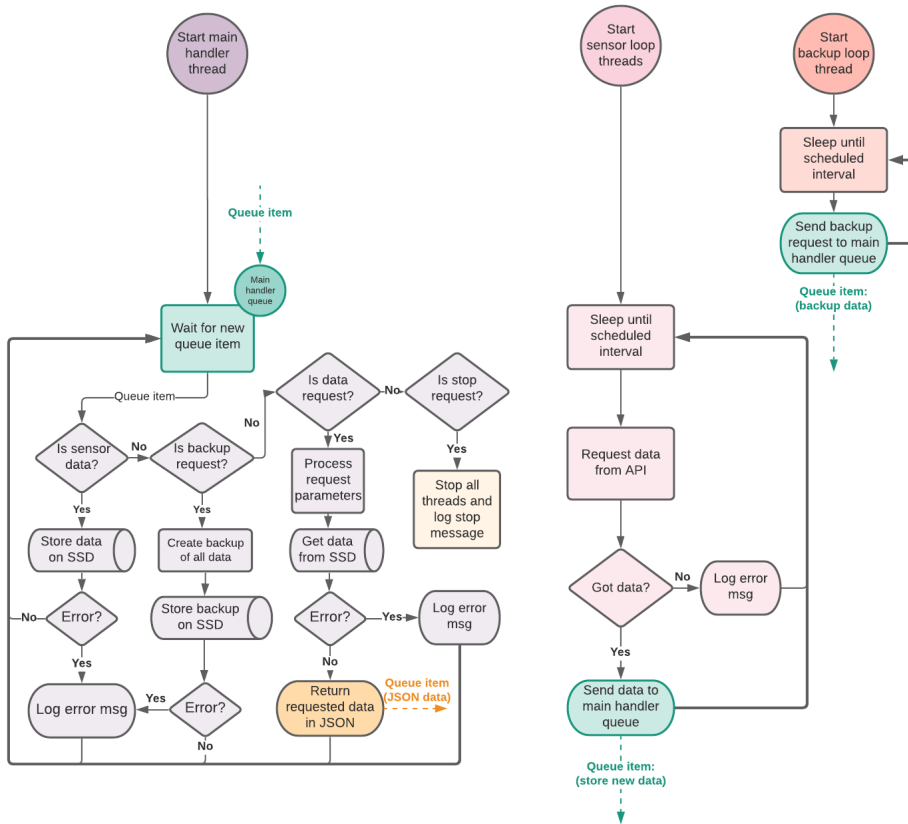 Start main
handler
thread
Start
sensor loop
threads
Start
backup loop
thread
Sleep until
scheduled
interval
Send backup
request to main
handler queue
Queue item:
(backup data)
Queue item
Main
handler
queue
Wait for new
queue item
Queue item
Is sensor
data?
No
Is backup
request?
No
Is data
request?
No
Is stop
request?
Yes
Yes
Yes
Yes
Process
request
parameters
Stop all
threads and
log stop
message
Store data
on SSD
Create backup
of all data
Get data
from SSD
Store backup
on SSD
No
Error?
Error?
Yes
Log error
msg
Yes
No
Log error msg
Yes
Error?
No
Return
requested data
in JSON
Queue item
(JSON data)
Sleep until
scheduled
interval
Request data
from API
Got data?
No
Log error
msg
Yes
Send data to
main handler
queue
Queue item:
(store new data)